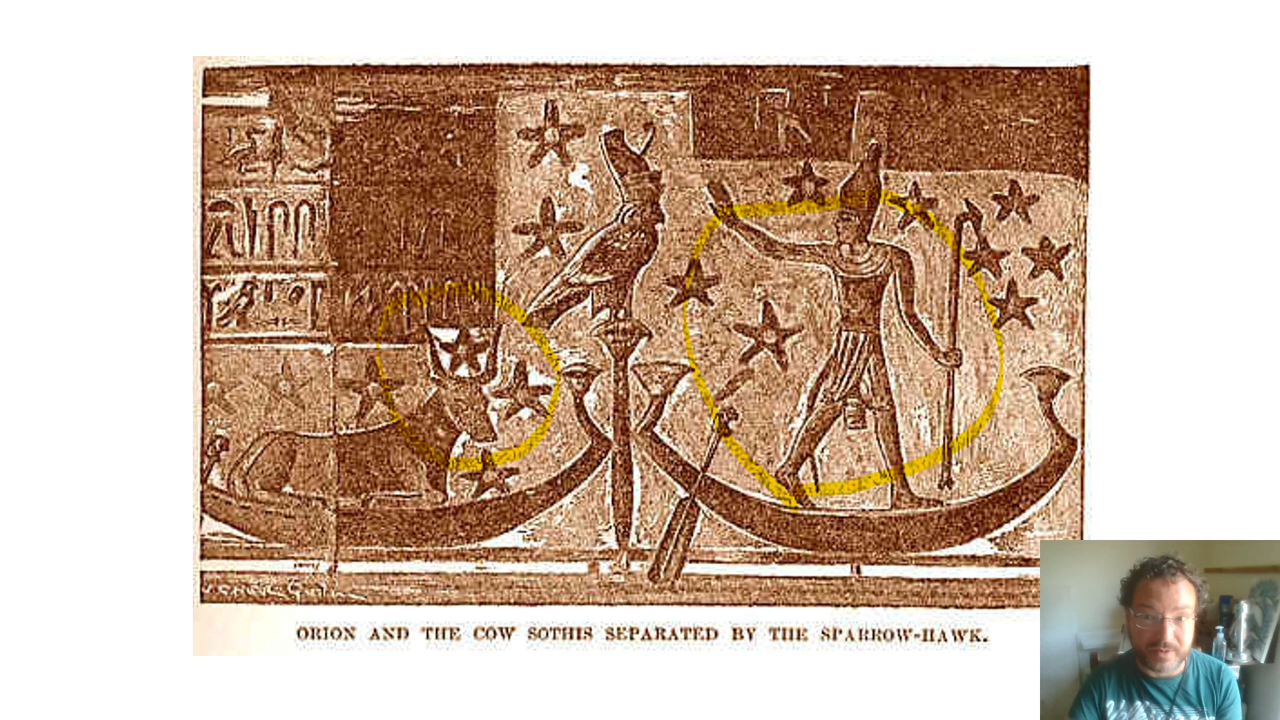 ORION AND THE COW SOTHIS SEPARATED BY THE SPARROW-HAWK.